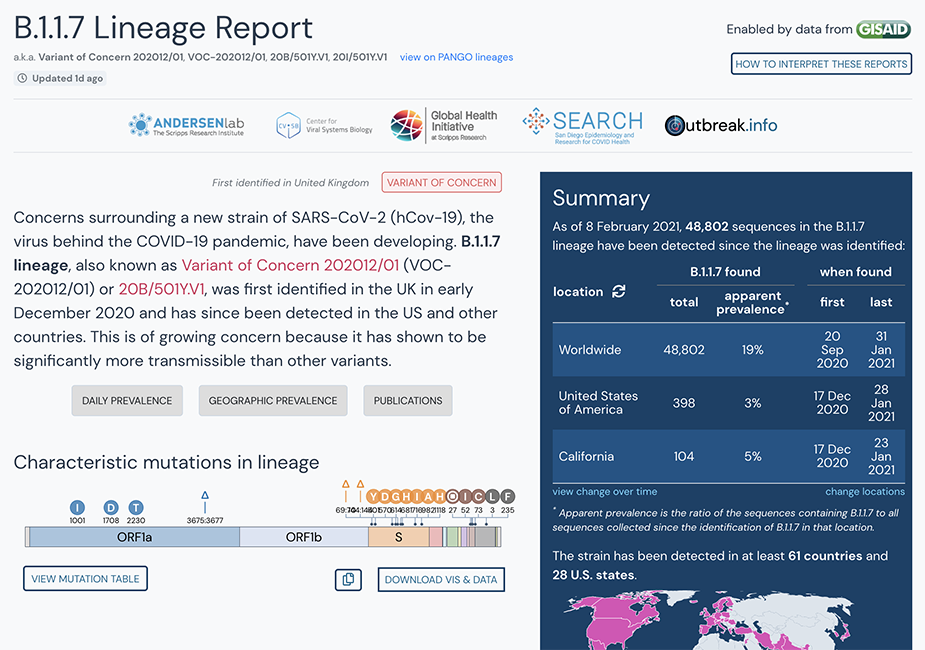 B.1.1.7 Lineage Report
a.k.a. Variant of Concern 202012/01, VOC-202012/01, 20B/501Y.V1, 20I/501Y.V1 view on PANGO lineages
Updated 1d ago
Enabled by data from GISAID
HOW TO INTERPRET THESE REPORTS
ANDERSENlab
The Scripps Research Institute
CVSB
Center for
Viral Systems Biology
Global Health
Initiative
at Scripps Research
SEARCH
San Diego Epidemiology and
Research for COVID Health
Outbreak.info
First identified in United Kingdom VARIANT OF CONCERN
Concerns surrounding a new strain of SARS-CoV-2 (hCov-19), the
virus behind the COVID-19 pandemic, have been developing. B.1.1.7
lineage, also known as Variant of Concern 202012/01 (VOC-
202012/01) or 20B/501Y.V1, was first identified in the UK in early
December 2020 and has since been detected in the US and other
countries. This is of growing concern because it has shown to be
significantly more transmissible than other variants.
DAILY PREVALENCE GEOGRAPHIC PREVALENCE PUBLICATIONS
Characteristic mutations in lineage
I D T Δ Δ Δ Y D G H I A H O I C L F
1001 1708 2230 3675:3677 27 52 73 3 235
ORF1a ORF1b S
VIEW MUTATION TABLE DOWNLOAD VIS & DATA
Summary
As of 8 February 2021, 48,802 sequences in the B.1.1.7
lineage have been detected since the lineage was identified:
B.1.1.7 found when found
location total apparent prevalence* first last
Worldwide 48,802 19% 20 Sep 2020 31 Jan 2021
United States of America 398 3% 17 Dec 2020 28 Jan 2021
California 104 5% 17 Dec 2020 23 Jan 2021
view change over time change locations
* Apparent prevalence is the ratio of the sequences containing B.1.1.7 to all
sequences collected since the identification of B.1.1.7 in that location.
The strain has been detected in at least 61 countries and
28 U.S. states.